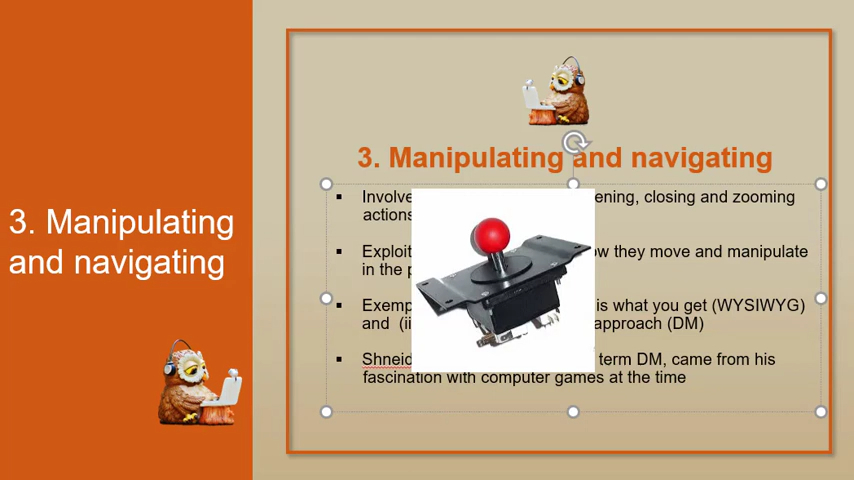 3. Manipulating
and navigating
3. Manipulating and navigating
▪ Involve ening, closing and zooming
actions
▪ Exploit ow they move and manipulate
in the p
▪ Exemp is what you get (WYSIWYG)
and (ii approach (DM)
▪ Shneid term DM, came from his
fascination with computer games at the time